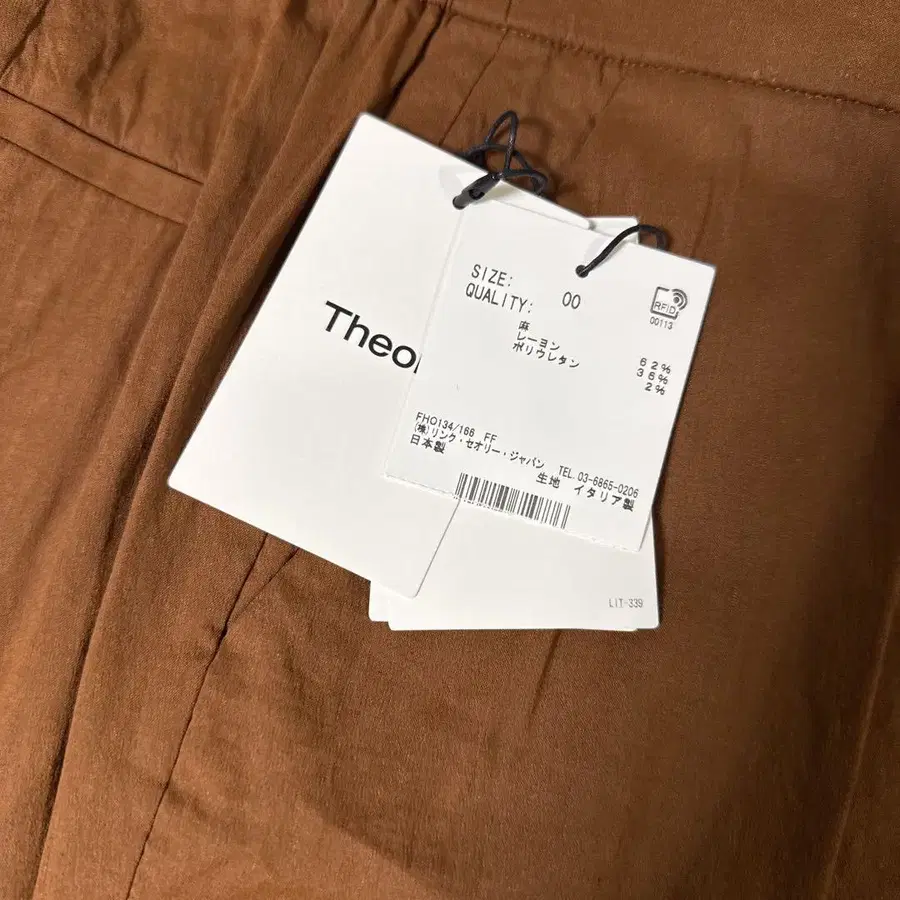 Theor
SIZE: 00
QUALITY:
麻 62%
レーヨン 36%
ポリウレタン 2%
RFID
00113
FH0134/166 FF
(株)リンク・セオリー・ジャパン TEL.03-6865-0206
日本製 生地 イタリア製
LIT-339